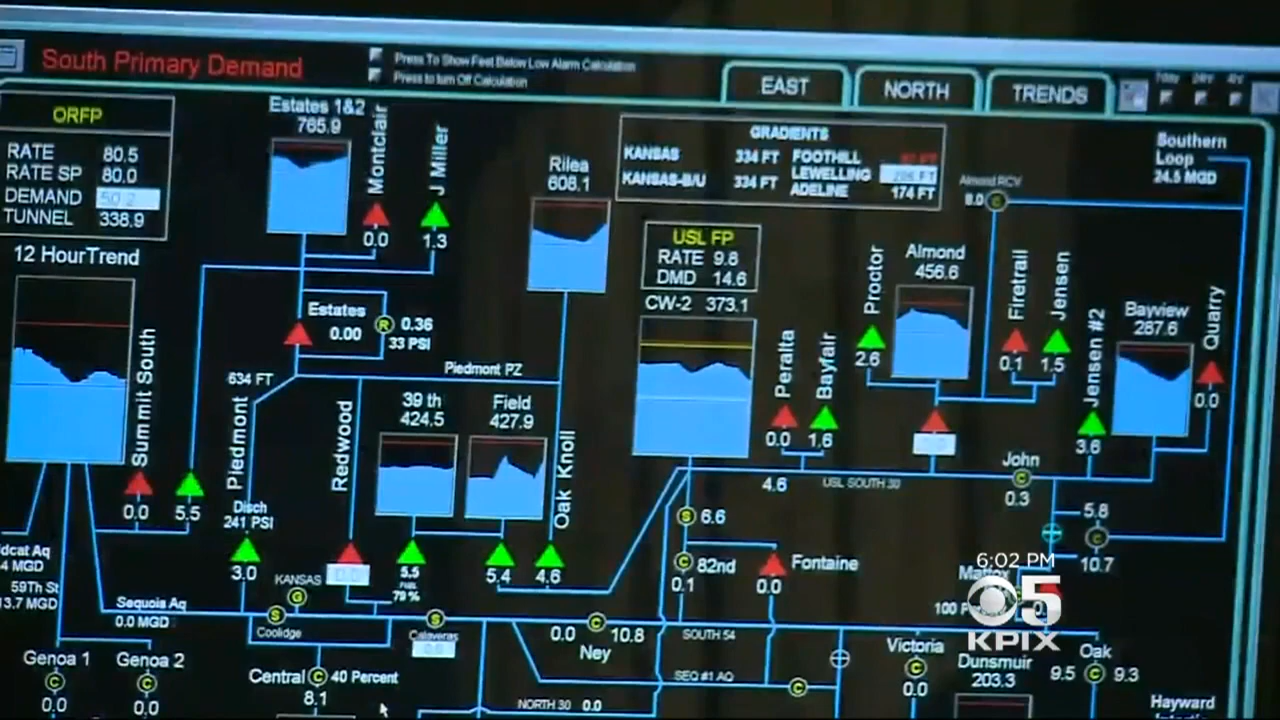 South Primary Demand
Press To Show Feet Below Low Alarm Calculation
Press to turn Off Calculation
EAST
NORTH
TRENDS
ORFP
RATE 80.5
RATE SP 80.0
DEMAND 50.2
TUNNEL 338.9
12 HourTrend
Estates 1&2
765.9
Montclair
0.0
J Miller
1.3
Rilea
608.1
GRADIENTS
KANSAS 334 FT
FOOTHILL
KANSAS-B/U 334 FT
LEWELLING
ADELINE 174 FT
Almond RCV
8.0 C
Southern
Loop
24.5 MGD
USL FP
RATE 9.8
DMD 14.6
CW-2 373.1
Proctor
2.6
Almond
456.6
Firetrail
0.1
Jensen
1.5
Jensen #2
3.6
Bayview
287.6
Quarry
0.0
Estates
0.00
R 0.36
33 PSI
Piedmont PZ
634 FT
Summit South
0.0
5.5
Piedmont
Disch
241 PSI
3.0
Redwood
39 th
424.5
Field
427.9
Oak Knoll
5.5
79 %
5.4
4.6
Peralta
0.0
Bayfair
1.6
4.6
USL SOUTH 30
John
C
0.3
S 6.6
C 82nd
0.1
Fontaine
0.0
5.8
C
10.7
6:02 PM
5
KPIX
4 MGD
59Th St
13.7 MGD
Sequoia Aq
0.0 MGD
KANSAS
G
S
Coolidge
S
Calaveras
0.0 C 10.8
Ney
SOUTH 54
SEQ #1 AQ
C
NORTH 30 0.0
Genoa 1
C
0.0
Genoa 2
C
0.0
Central C 40 Percent
8.1
Victoria
C
0.0
Dunsmuir
203.3
Oak
9.5 C 9.3
Hayward